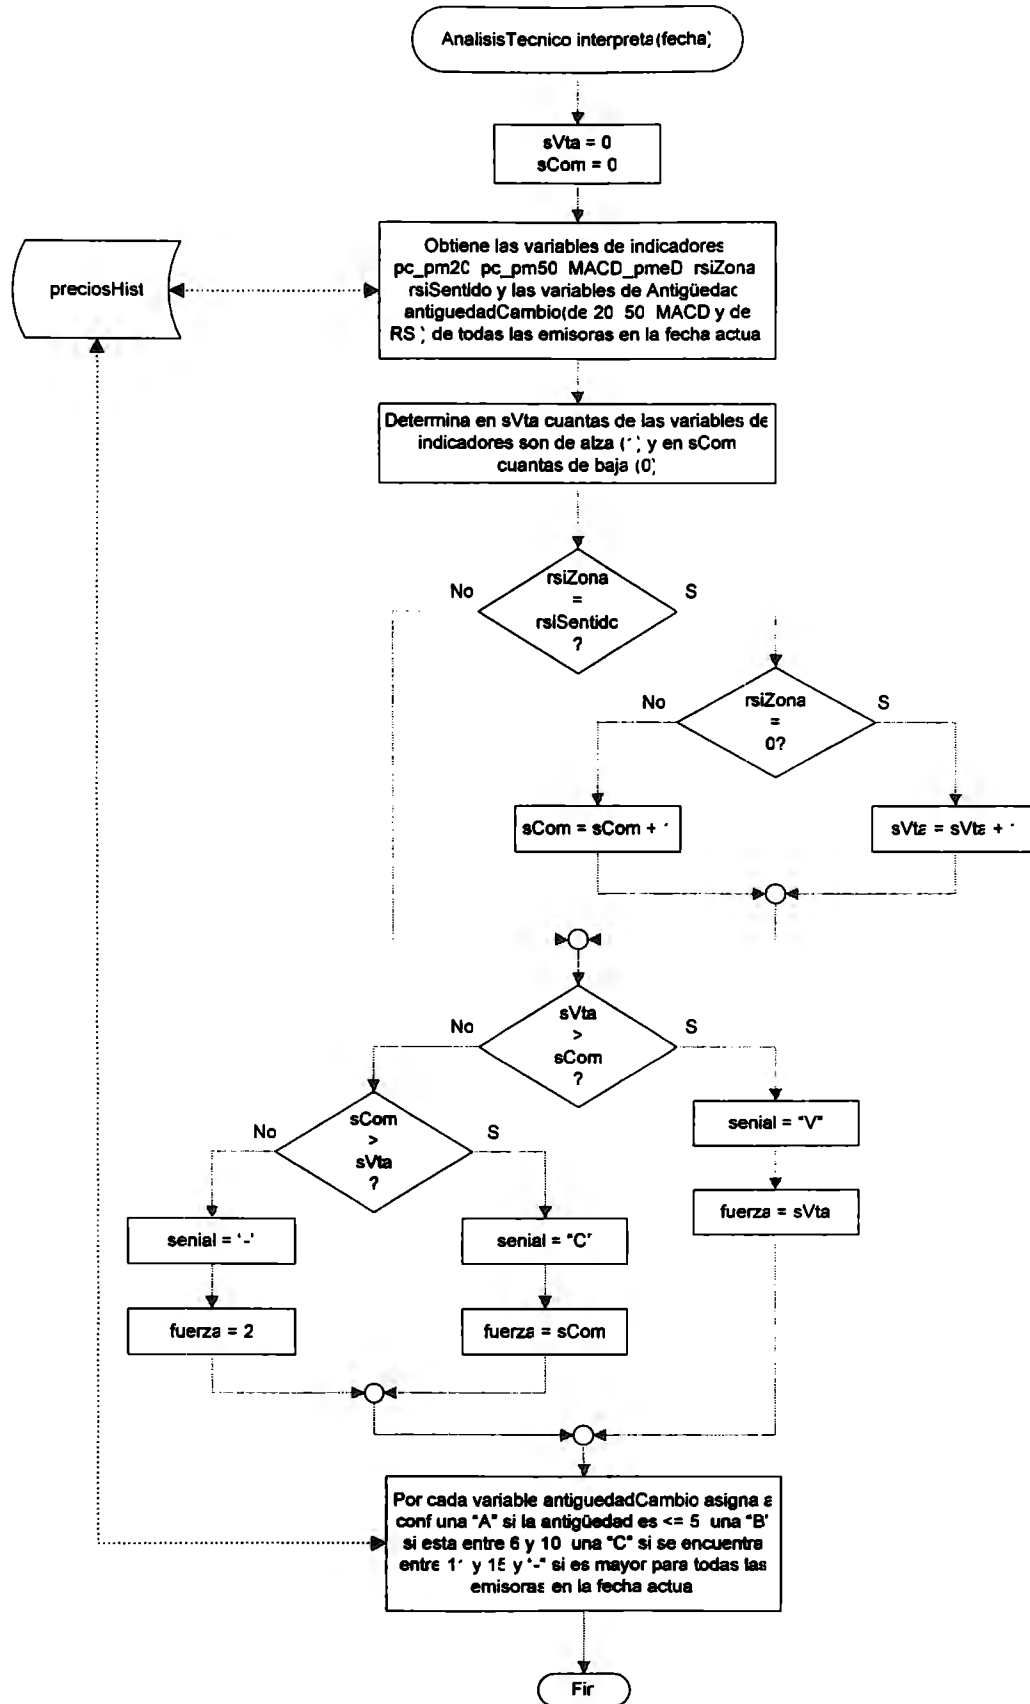 AnalisisTecnico interpreta(fecha)
sVta = 0
sCom = 0
Obtiene las variables de indicadores
pc_pm20 pc_pm50 MACD_pmeD rsiZona
rsiSentido y las variables de Antigüedad
antiguedadCambio(de 20 50 MACD y de
RS ) de todas las emisoras en la fecha actua
preciosHist
Determina en sVta cuantas de las variables de
indicadores son de alza (1) y en sCom
cuantas de baja (0)
rsiZona
=
rsiSentido
?
No
S
rsiZona
=
0?
No
S
sCom = sCom + 1
sVta = sVta + 1
sVta
>
sCom
?
No
S
sCom
>
sVta
?
No
S
senial = "V"
fuerza = sVta
senial = '-'
senial = "C"
fuerza = 2
fuerza = sCom
Por cada variable antiguedadCambio asigna a
conf una "A" si la antigüedad es <= 5 una "B"
si esta entre 6 y 10 una "C" si se encuentra
entre 11 y 15 y '-' si es mayor para todas las
emisoras en la fecha actua
Fin